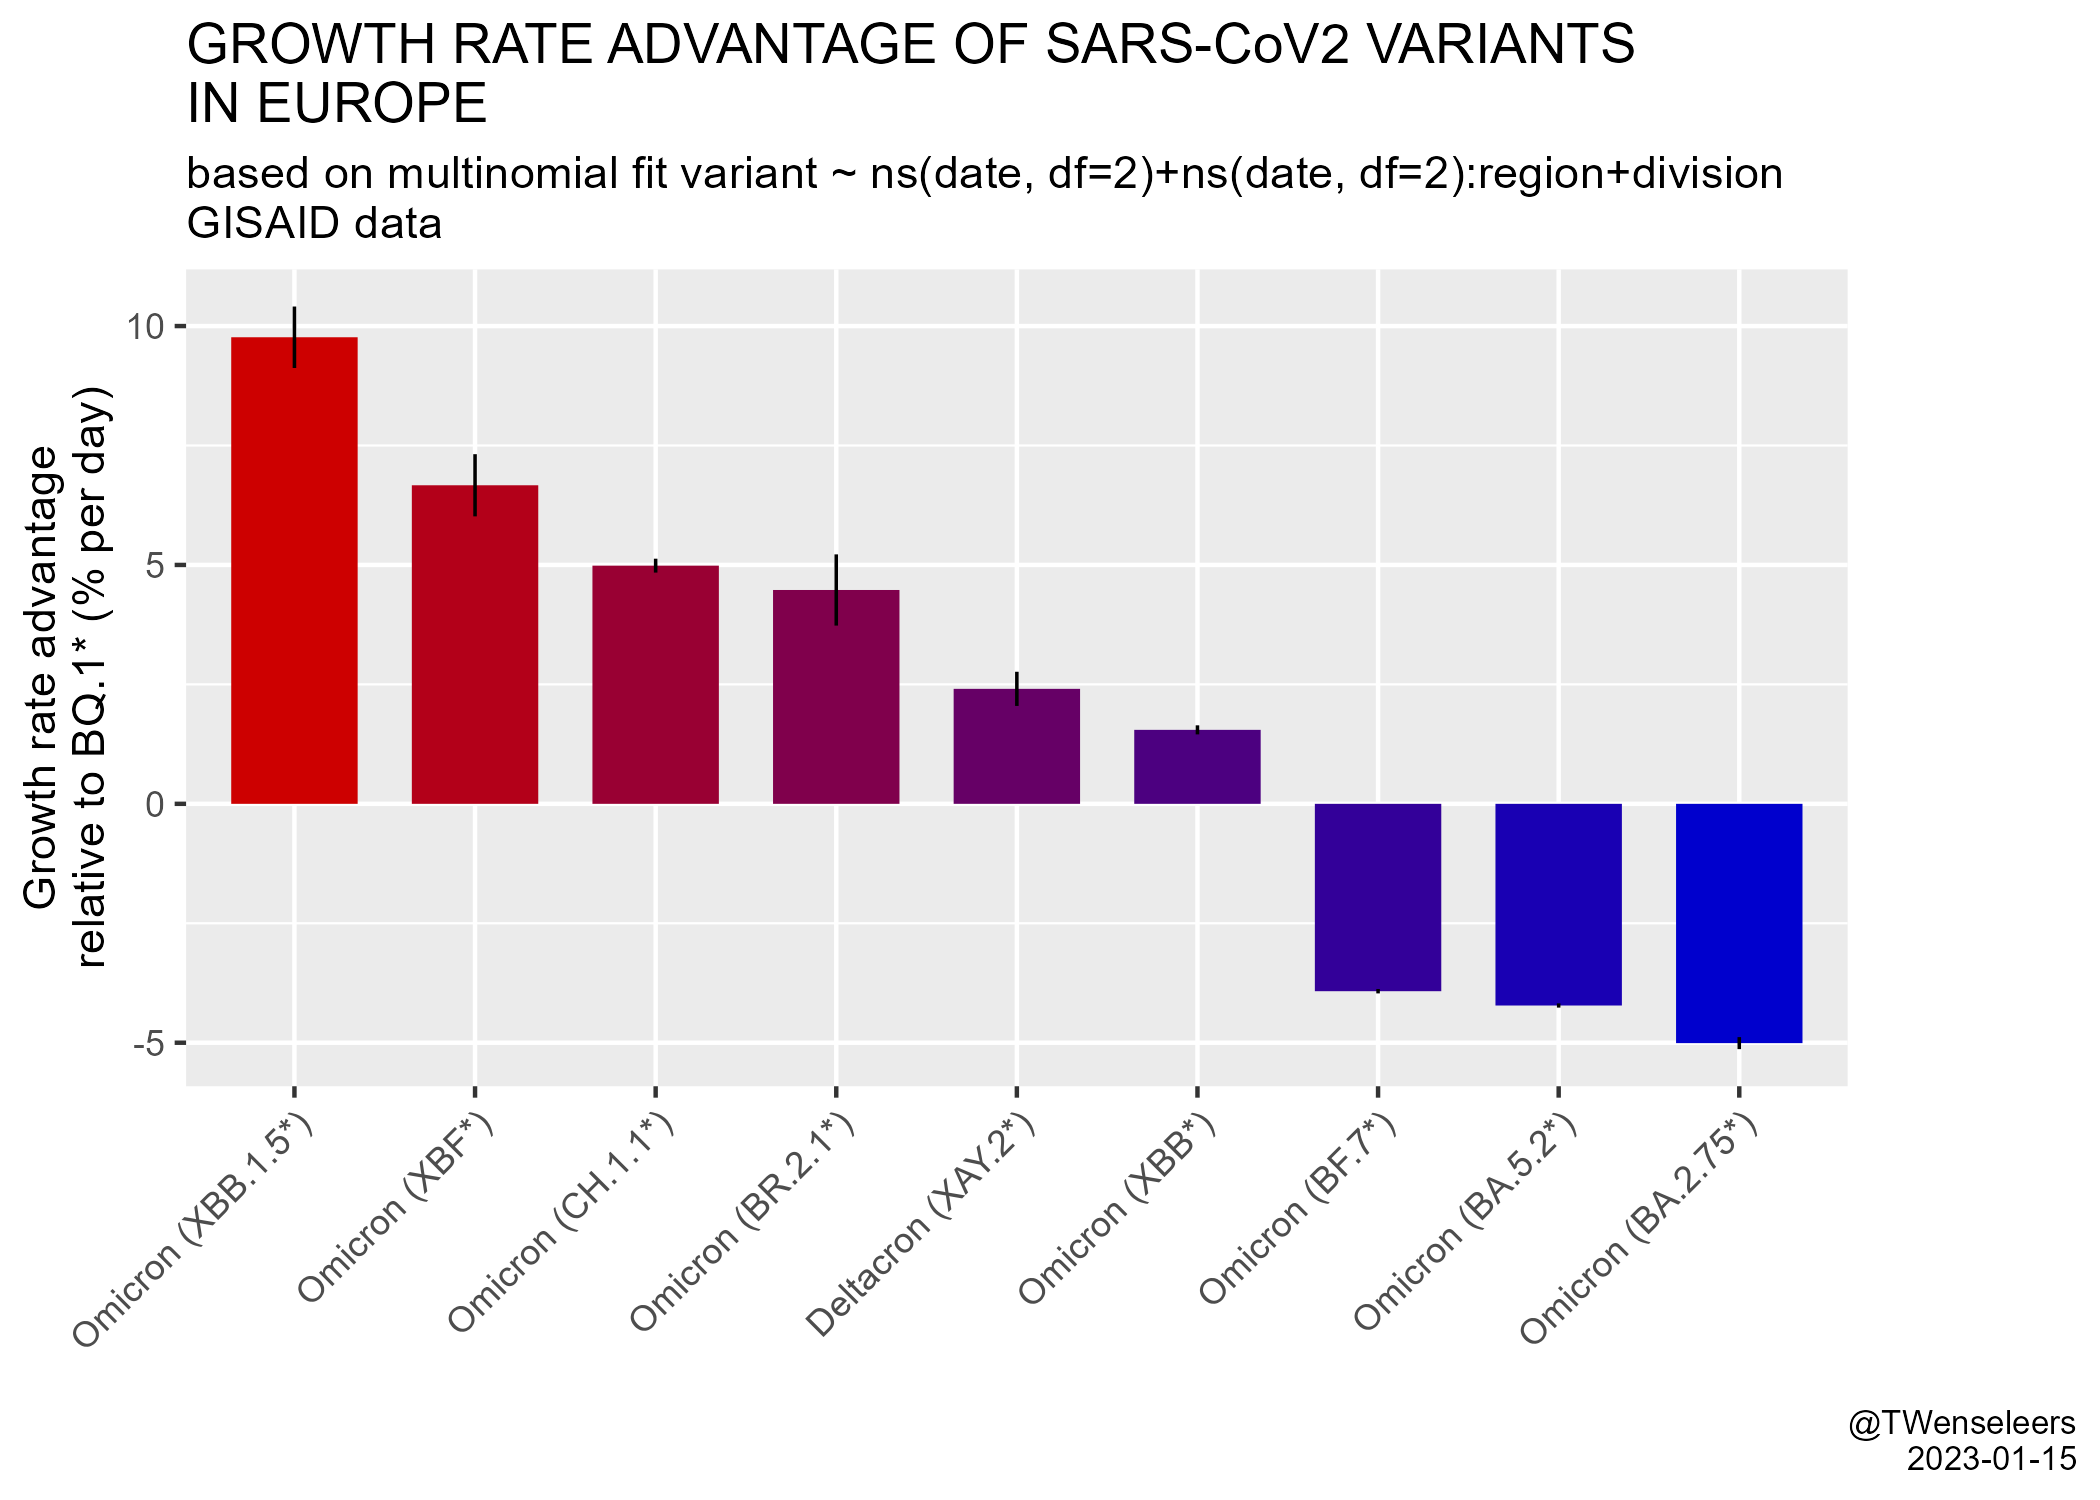 GROWTH RATE ADVANTAGE OF SARS-CoV2 VARIANTS
IN EUROPE
based on multinomial fit variant ~ ns(date, df=2)+ns(date, df=2):region+division
GISAID data
Growth rate advantage
relative to BQ.1* (% per day)
10
5
0
-5
Omicron (XBB.1.5*)
Omicron (XBF*)
Omicron (CH.1.1*)
Omicron (BR.2.1*)
Deltacron (XAY.2*)
Omicron (XBB*)
Omicron (BF.7*)
Omicron (BA.5.2*)
Omicron (BA.2.75*)
@TWenseleers
2023-01-15